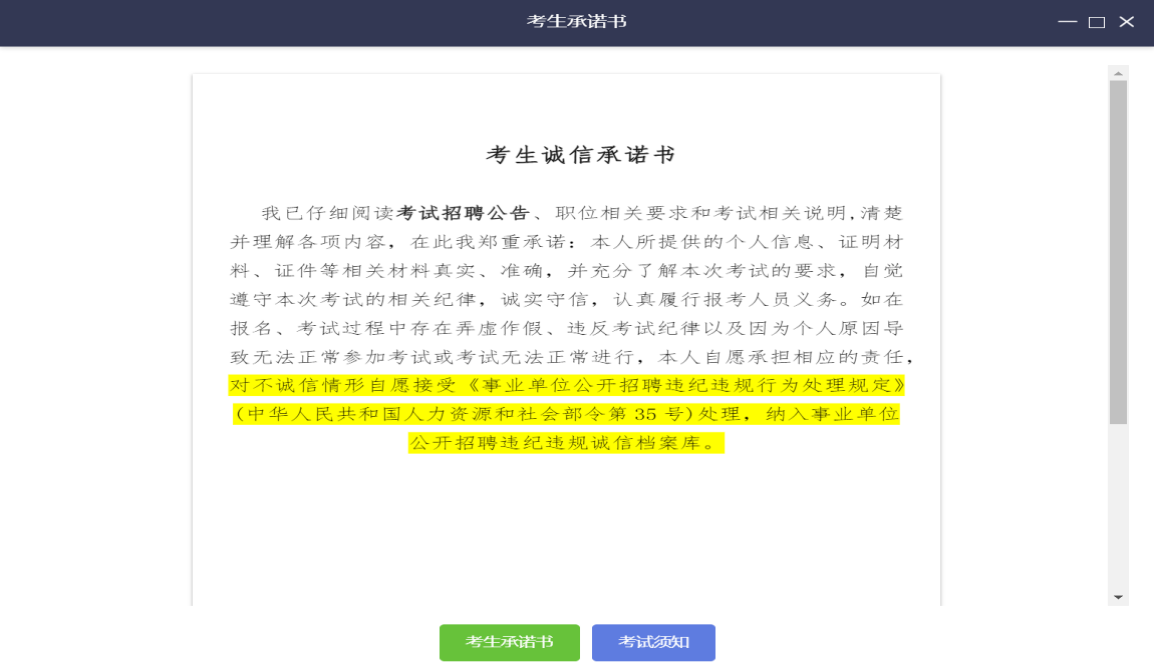 考生承诺书
考生诚信承诺书
我已仔细阅读考试招聘公告、职位相关要求和考试相关说明,清楚
并理解各项内容，在此我郑重承诺：本人所提供的个人信息、证明材
料、证件等相关材料真实、准确，并充分了解本次考试的要求，自觉
遵守本次考试的相关纪律，诚实守信，认真履行报考人员义务。如在
报名、考试过程中存在弄虚作假、违反考试纪律以及因为个人原因导
致无法正常参加考试或考试无法正常进行，本人自愿承担相应的责任，
对不诚信情形自愿接受《事业单位公开招聘违纪违规行为处理规定》
(中华人民共和国人力资源和社会部令第 35 号)处理，纳入事业单位
公开招聘违纪违规诚信档案库。
考生承诺书 考试须知